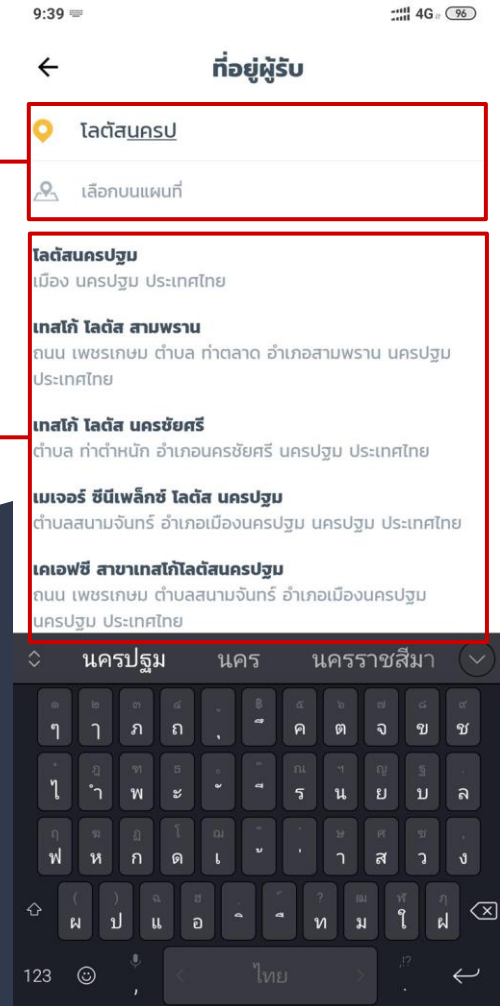 9:39 4G 96
ที่อยู่ผู้รับ
โลตัสนครป
เลือกบนแผนที่
โลตัสนครปฐม
เมือง นครปฐม ประเทศไทย
เทสโก้ โลตัส สามพราน
ถนน เพชรเกษม ตำบล ท่าตลาด อำเภอสามพราน นครปฐม
ประเทศไทย
เทสโก้ โลตัส นครชัยศรี
ตำบล ท่าตำหนัก อำเภอนครชัยศรี นครปฐม ประเทศไทย
เมเจอร์ ซีนีเพล็กซ์ โลตัส นครปฐม
ตำบลสนามจันทร์ อำเภอเมืองนครปฐม นครปฐม ประเทศไทย
เคเอฟซี สาขาเทสโก้โลตัสนครปฐม
ถนน เพชรเกษม ตำบลสนามจันทร์ อำเภอเมืองนครปฐม
นครปฐม ประเทศไทย
นครปฐม นคร นครราชสีมา
ๆ ๅ ภ ถ ุ ึ ค ต จ ข ช
ไ ำ พ ะ ั ี ร น ย บ ล
ฟ ห ก ด เ ้ ่ า ส ว ง
ผ ป แ อ ิ ื ท ม ใ ฝ
123 , ไทย .